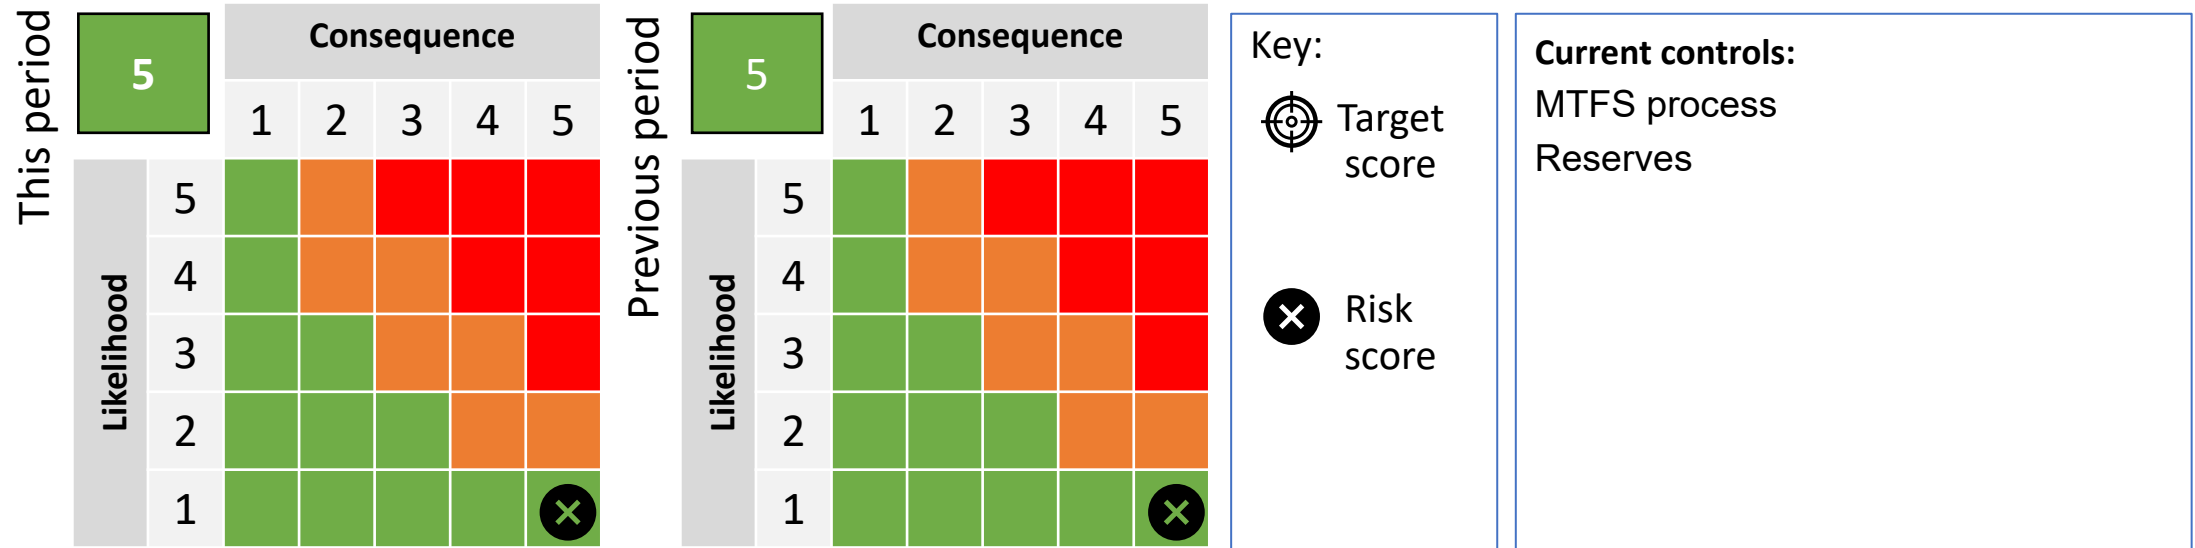 This period
5
Consequence
1 2 3 4 5
Likelihood
5
4
3
2
1
Previous period
5
Consequence
1 2 3 4 5
Likelihood
5
4
3
2
1
Key:
Target
score
Risk
score
Current controls:
MTFS process
Reserves